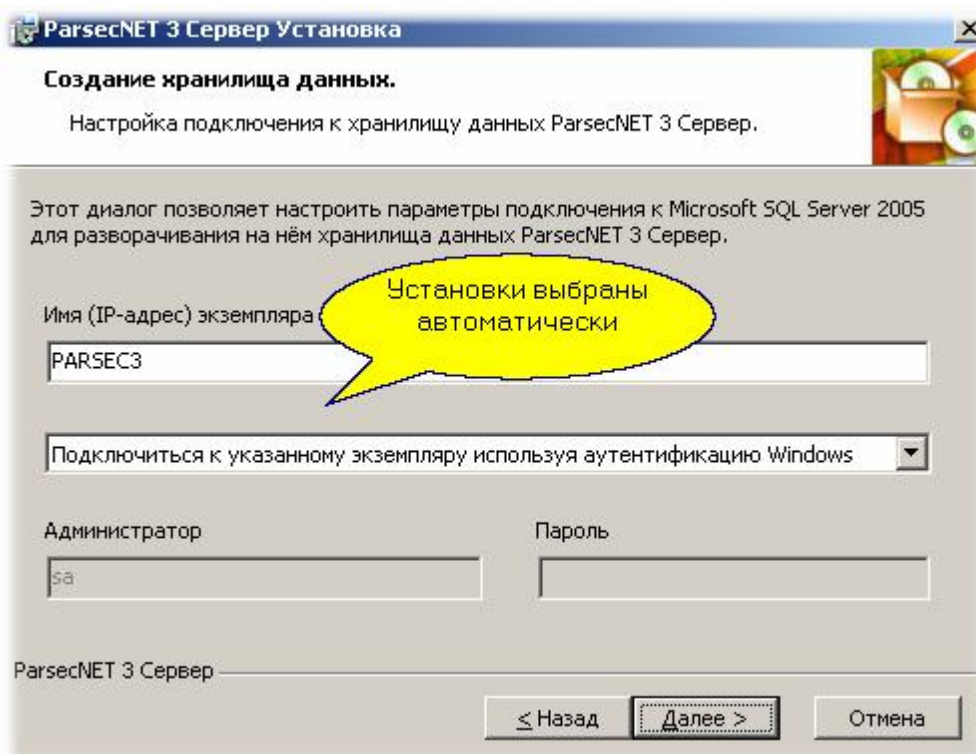 ParsecNET 3 Сервер Установка
Создание хранилища данных.
Настройка подключения к хранилищу данных ParsecNET 3 Сервер.
Этот диалог позволяет настроить параметры подключения к Microsoft SQL Server 2005
для разворачивания на нём хранилища данных ParsecNET 3 Сервер.
Установки выбраны
автоматически
Имя (IP-адрес) экземпляра
PARSEC3
Подключиться к указанному экземпляру используя аутентификацию Windows
Администратор
Пароль
sa
ParsecNET 3 Сервер
< Назад
Далее >
Отмена